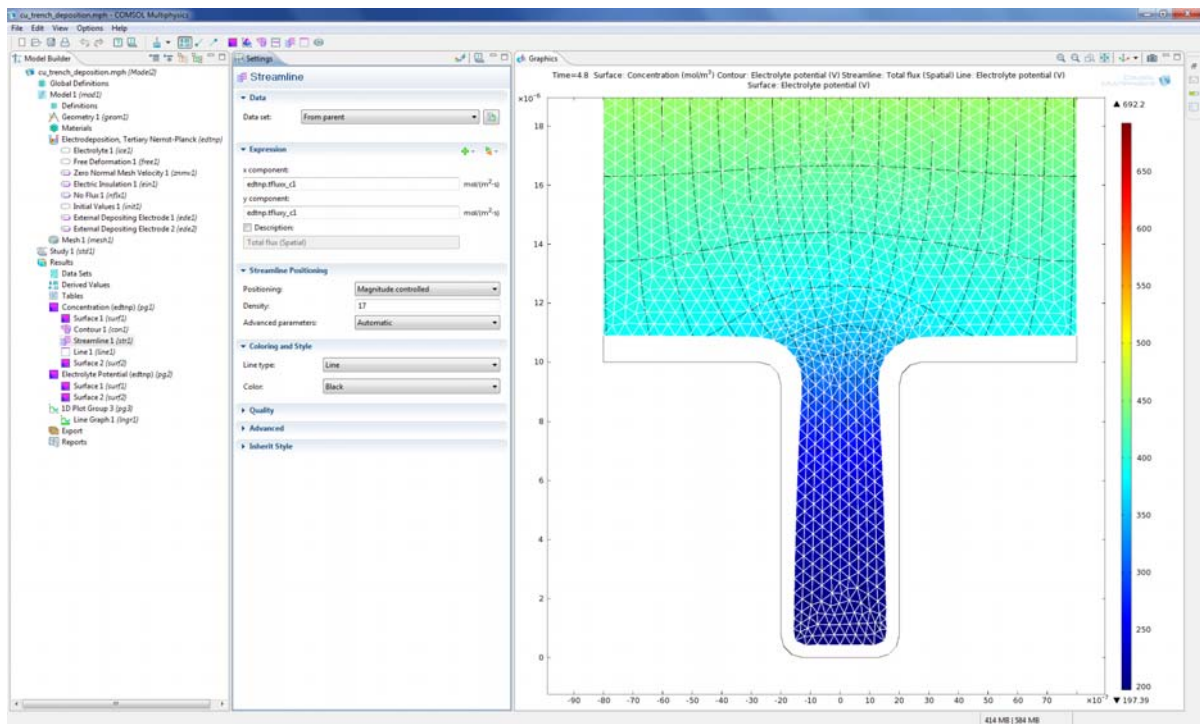 cu_trench_deposition.mph - COMSOL Multiphysics
File Edit View Options Help
Model Builder
cu_trench_deposition.mph (Model2)
Global Definitions
Model 1 (mod1)
Definitions
Geometry 1 (geom1)
Materials
Electrodeposition, Tertiary Nernst-Planck (edtnp)
Electrolyte 1 (ice1)
Free Deformation 1 (free1)
Zero Normal Mesh Velocity 1 (znmv1)
Electric Insulation 1 (ein1)
No Flux 1 (nflx1)
Initial Values 1 (init1)
External Depositing Electrode 1 (ede1)
External Depositing Electrode 2 (ede2)
Mesh 1 (mesh1)
Study 1 (std1)
Results
Data Sets
Derived Values
Tables
Concentration (edtnp) (pg1)
Surface 1 (surf1)
Contour 1 (con1)
Streamline 1 (str1)
Line 1 (line1)
Surface 2 (surf2)
Electrolyte Potential (edtnp) (pg2)
Surface 1 (surf1)
Surface 2 (surf2)
1D Plot Group 3 (pg3)
Line Graph 1 (lngr1)
Export
Reports
Settings
Streamline
Data
Data set: From parent
Expression
x component:
edtnp.tfluxx_c1 mol/(m²·s)
y component:
edtnp.tfluxy_c1 mol/(m²·s)
Description:
Total flux (Spatial)
Streamline Positioning
Positioning: Magnitude controlled
Density: 17
Advanced parameters: Automatic
Coloring and Style
Line type: Line
Color: Black
Quality
Advanced
Inherit Style
Graphics
Time=4.8 Surface: Concentration (mol/m³) Contour: Electrolyte potential (V) Streamline: Total flux (Spatial) Line: Electrolyte potential (V)
Surface: Electrolyte potential (V)
×10⁻⁶
18
16
14
12
10
8
6
4
2
0
-90 -80 -70 -60 -50 -40 -30 -20 -10 0 10 20 30 40 50 60 70 ×10⁻⁷
▲ 692.2
650
600
550
500
450
400
350
300
250
200
▼ 197.39
414 MB | 584 MB